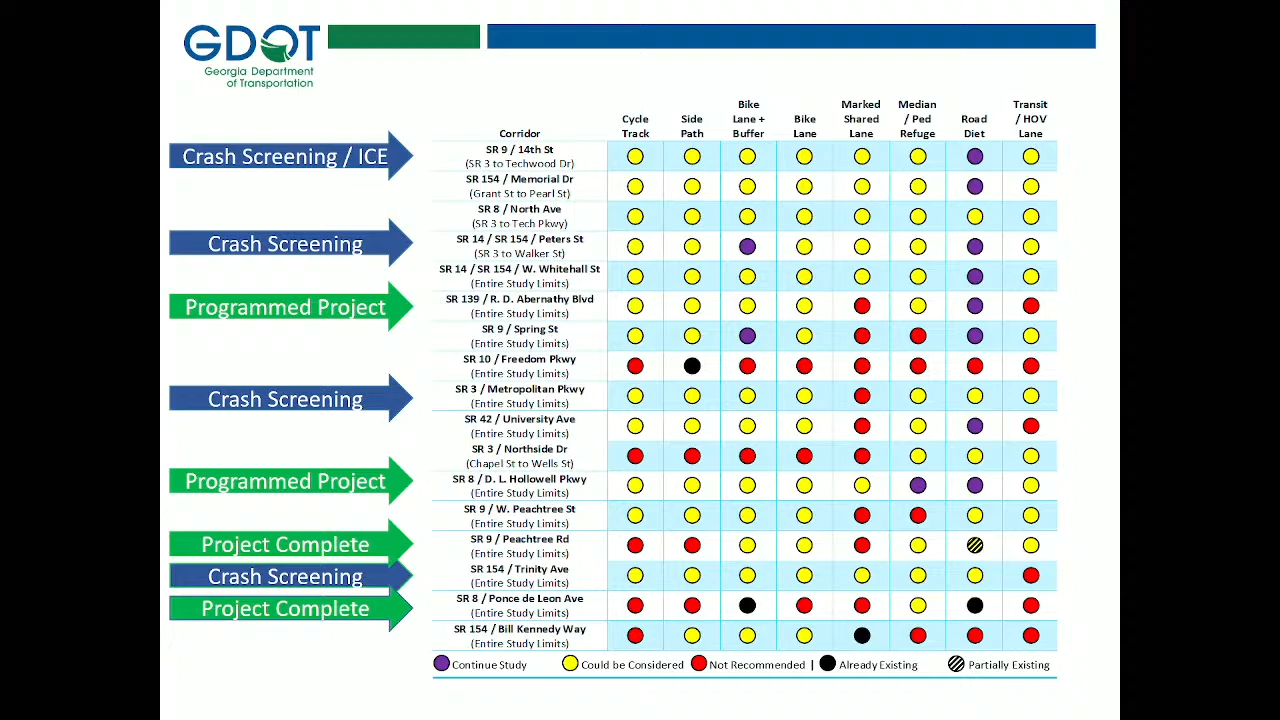 GDOT
Georgia Department
of Transportation
Corridor
Cycle
Track
Side
Path
Bike
Lane +
Buffer
Bike
Lane
Marked
Shared
Lane
Median
/ Ped
Refuge
Road
Diet
Transit
/ HOV
Lane
Crash Screening / ICE
SR 9 / 14th St
(SR 3 to Techwood Dr)
SR 154 / Memorial Dr
(Grant St to Pearl St)
SR 8 / North Ave
(SR 3 to Tech Pkwy)
Crash Screening
SR 14 / SR 154 / Peters St
(SR 3 to Walker St)
SR 14 / SR 154 / W. Whitehall St
(Entire Study Limits)
Programmed Project
SR 139 / R. D. Abernathy Blvd
(Entire Study Limits)
SR 9 / Spring St
(Entire Study Limits)
SR 10 / Freedom Pkwy
(Entire Study Limits)
Crash Screening
SR 3 / Metropolitan Pkwy
(Entire Study Limits)
SR 42 / University Ave
(Entire Study Limits)
SR 3 / Northside Dr
(Chapel St to Wells St)
Programmed Project
SR 8 / D. L. Hollowell Pkwy
(Entire Study Limits)
SR 9 / W. Peachtree St
(Entire Study Limits)
Project Complete
SR 9 / Peachtree Rd
(Entire Study Limits)
Crash Screening
SR 154 / Trinity Ave
(Entire Study Limits)
Project Complete
SR 8 / Ponce de Leon Ave
(Entire Study Limits)
SR 154 / Bill Kennedy Way
(Entire Study Limits)
Continue Study Could be Considered Not Recommended | Already Existing Partially Existing